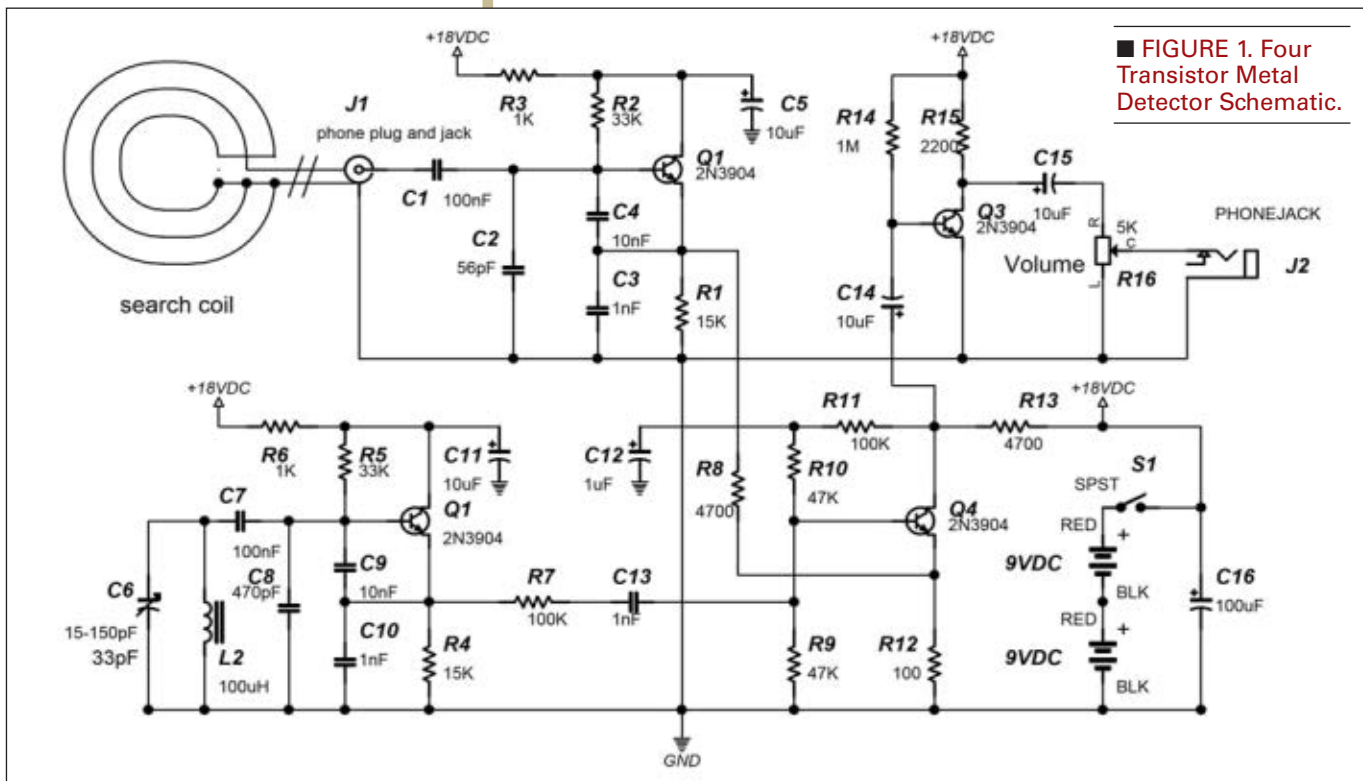 ■ FIGURE 1. Four
Transistor Metal
Detector Schematic.
+18VDC
R3
1K
R2
33K
C5
10uF
J1
phone plug and jack
C1
100nF
Q1
2N3904
C2
56pF
C4
10nF
C3
1nF
R1
15K
search coil
+18VDC
R14
1M
R15
2200
C15
10uF
Q3
2N3904
C14
10uF
R
5K
C
L
Volume
R16
PHONEJACK
J2
+18VDC
R6
1K
R5
33K
C11
10uF
C7
100nF
Q1
2N3904
C6
15-150pF
33pF
L2
100uH
C8
470pF
C9
10nF
C10
1nF
R4
15K
R7
100K
C13
1nF
C12
1uF
R8
4700
R11
100K
R10
47K
R9
47K
R13
4700
Q4
2N3904
R12
100
+18VDC
S1
SPST
RED
+
9VDC
BLK
RED
+
9VDC
BLK
C16
100uF
GND